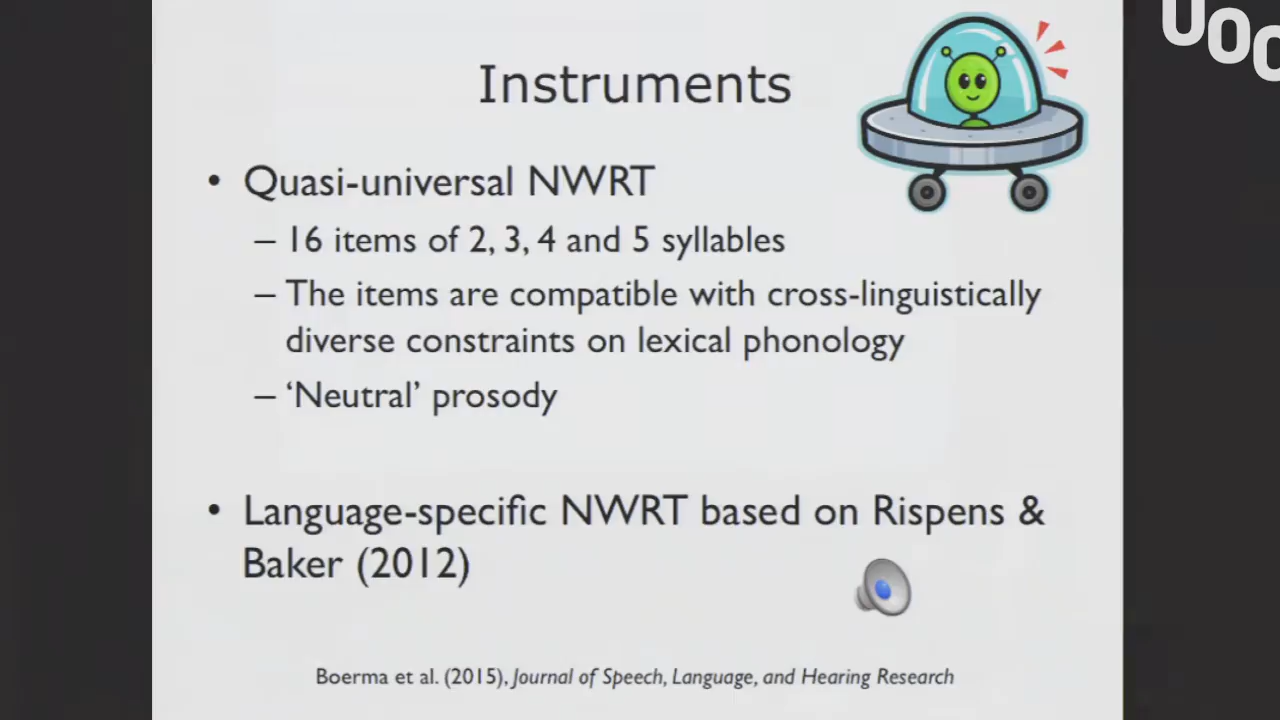 UOC
Instruments
• Quasi-universal NWRT
– 16 items of 2, 3, 4 and 5 syllables
– The items are compatible with cross-linguistically
diverse constraints on lexical phonology
– ‘Neutral’ prosody
• Language-specific NWRT based on Rispens &
Baker (2012)
Boerma et al. (2015), Journal of Speech, Language, and Hearing Research